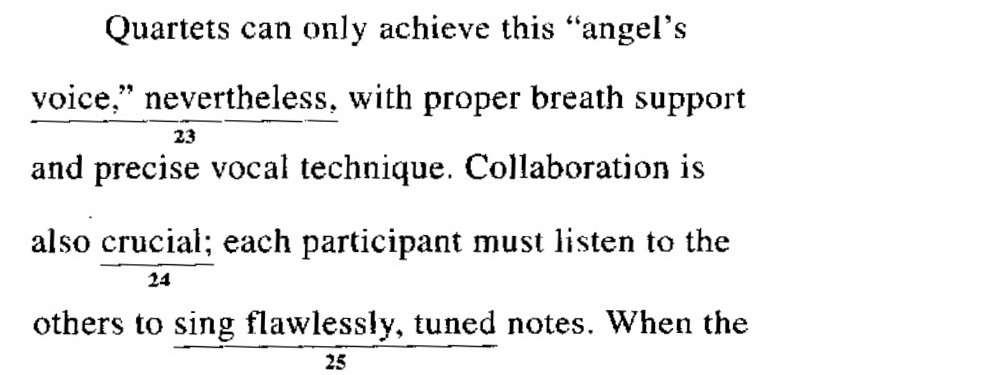 Quartets can only achieve this “angel’s
voice,” nevertheless, with proper breath support
23
and precise vocal technique. Collaboration is
also crucial; each participant must listen to the
24
others to sing flawlessly, tuned notes. When the
25